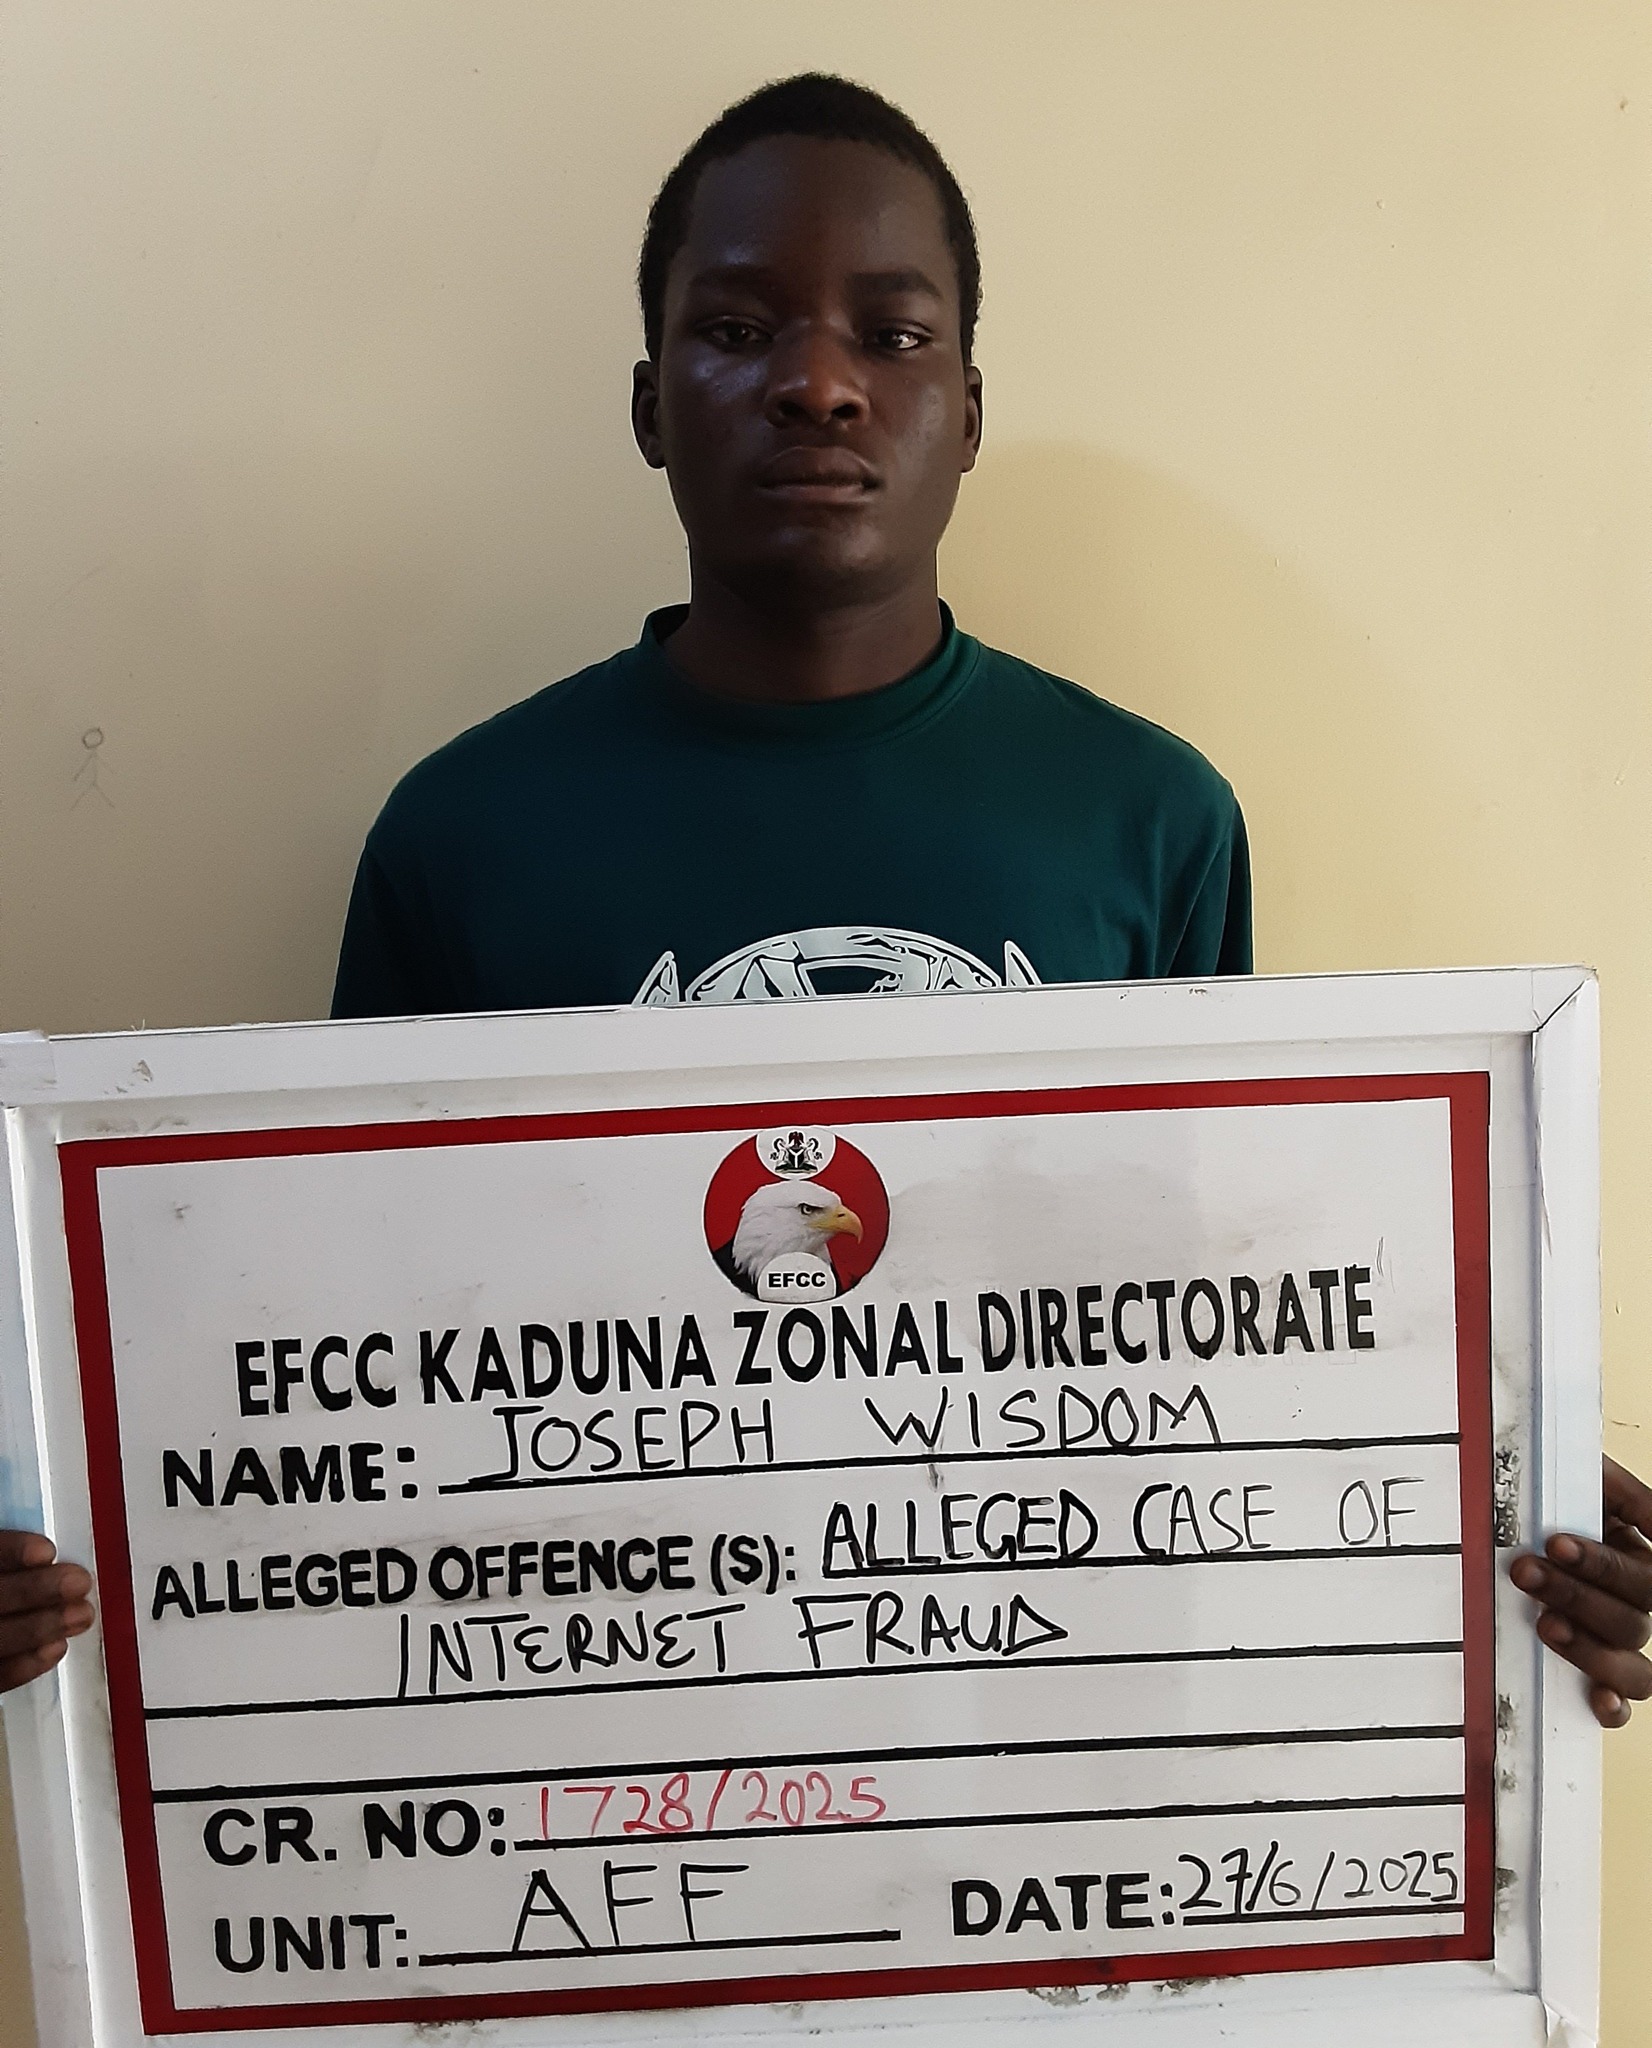 EFCC
EFCC KADUNA ZONAL DIRECTORATE
NAME: JOSEPH WISDOM
ALLEGED OFFENCE (S): ALLEGED CASE OF
INTERNET FRAUD
CR. NO: 1728/2025
UNIT: AFF DATE: 27/6/2025